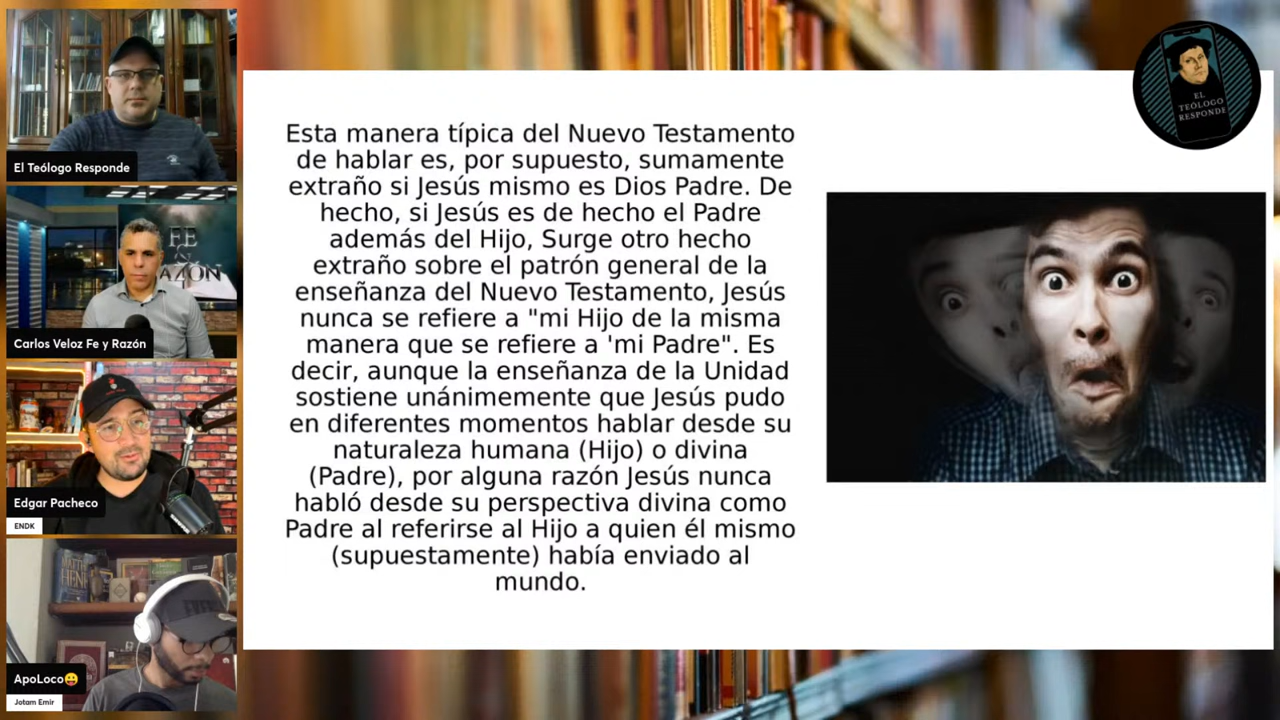 El Teólogo Responde
FE
AZÓN
Carlos Veloz Fe y Razón
Edgar Pacheco
ENDK
ApoLoco😛
Jotam Emir
Esta manera típica del Nuevo Testamento
de hablar es, por supuesto, sumamente
extraño si Jesús mismo es Dios Padre. De
hecho, si Jesús es de hecho el Padre
además del Hijo, Surge otro hecho
extraño sobre el patrón general de la
enseñanza del Nuevo Testamento, Jesús
nunca se refiere a "mi Hijo de la misma
manera que se refiere a 'mi Padre". Es
decir, aunque la enseñanza de la Unidad
sostiene unánimemente que Jesús pudo
en diferentes momentos hablar desde su
naturaleza humana (Hijo) o divina
(Padre), por alguna razón Jesús nunca
habló desde su perspectiva divina como
Padre al referirse al Hijo a quien él mismo
(supuestamente) había enviado al
mundo.
EL
TEÓLOGO
RESPONDE